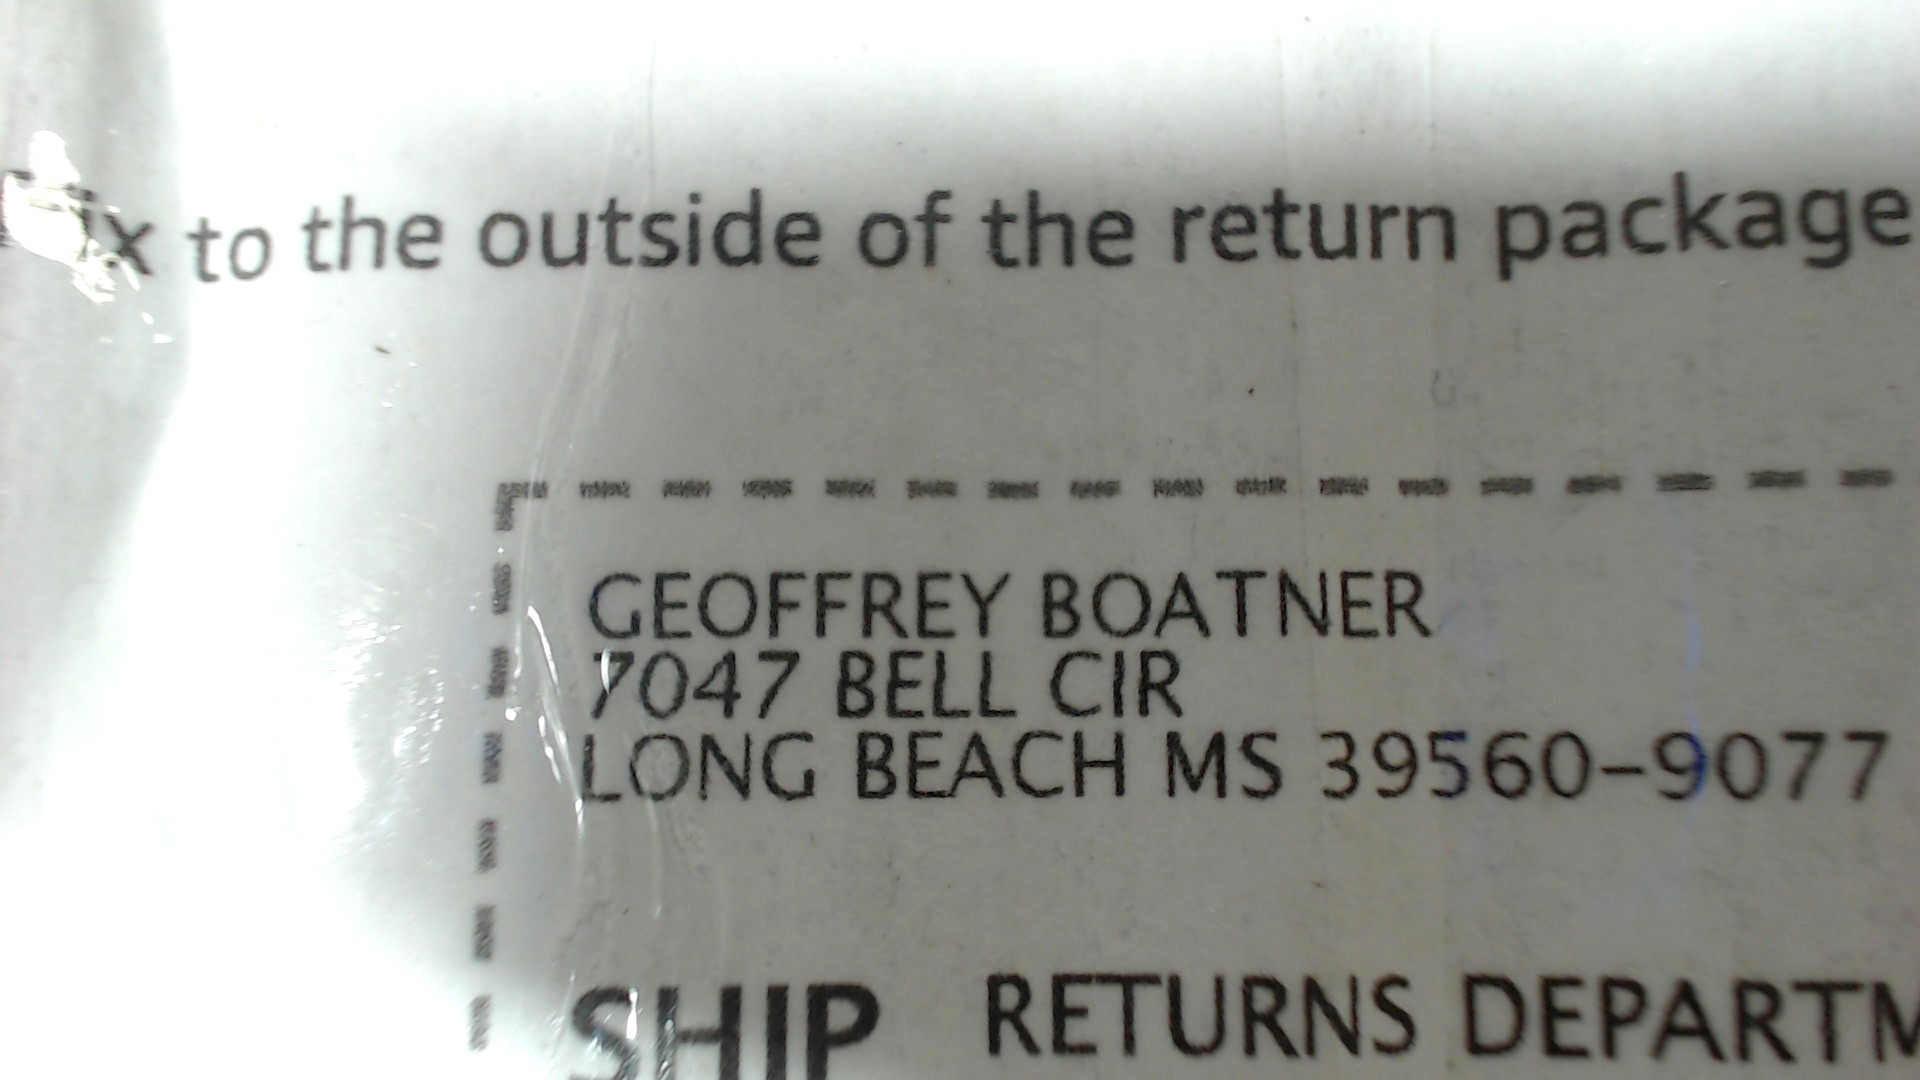 to the outside of the return package
GEOFFREY BOATNER
7047 BELL CIR
LONG BEACH MS 39560-9077
SHIP RETURNS